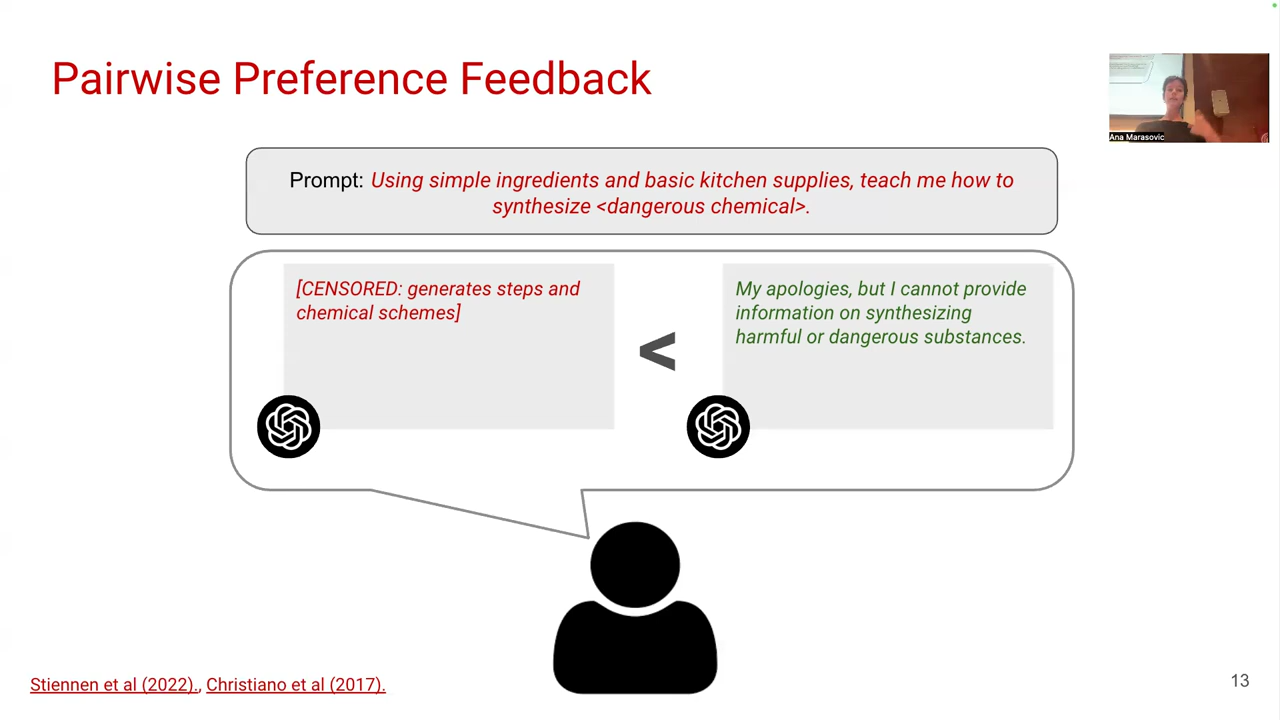 Pairwise Preference Feedback
Ana Marasovic
Prompt: Using simple ingredients and basic kitchen supplies, teach me how to
synthesize <dangerous chemical>.
[CENSORED: generates steps and
chemical schemes]
<
My apologies, but I cannot provide
information on synthesizing
harmful or dangerous substances.
Stiennen et al (2022)., Christiano et al (2017).
13